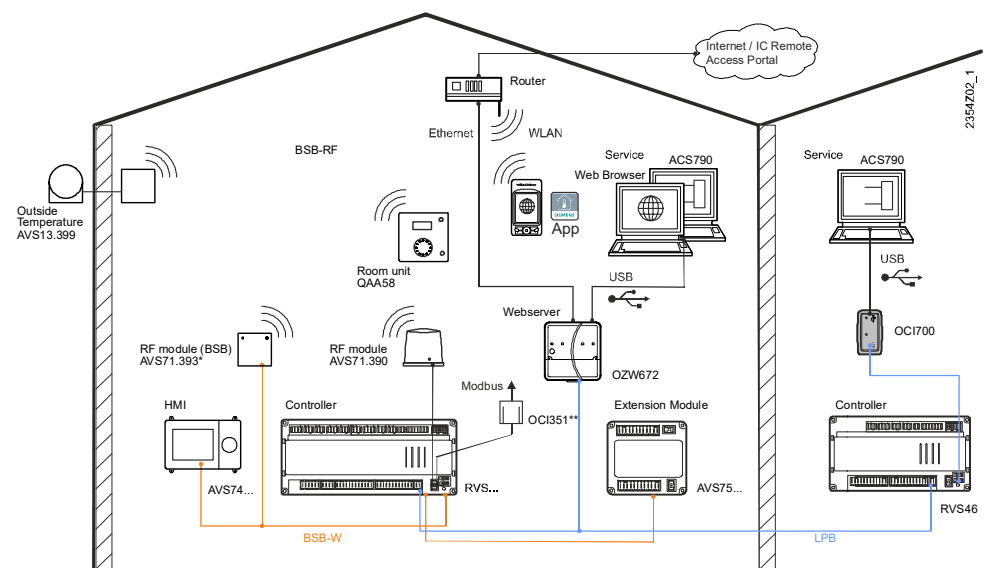 Internet / IC Remote
Access Portal
2354Z02_1
Router
Ethernet
WLAN
BSB-RF
Service
ACS790
Web Browser
Service
ACS790
Outside
Temperature
AVS13.399
SIEMENS
App
Room unit
QAA58
USB
USB
Webserver
OCI700
RF module (BSB)
AVS71.393*
RF module
AVS71.390
OZW672
Modbus
HMI
Controller
OCI351**
Extension Module
Controller
AVS74...
RVS...
AVS75...
RVS46
BSB-W
LPB